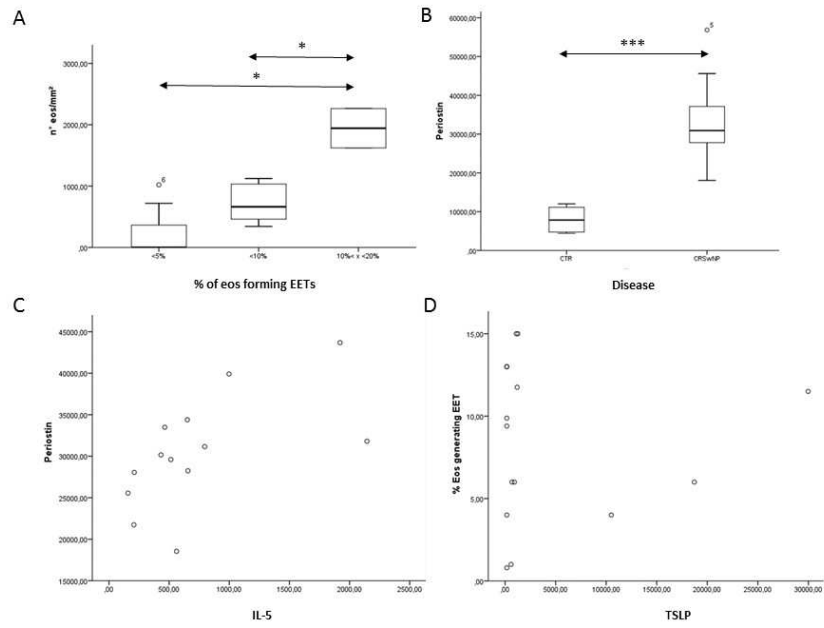 A
n° eos/mm²
3000,00
2000,00
1000,00
,00
*
*
6
<5%
<10%
10%< x <20%
% of eos forming EETs
B
Periostin
60000,00
50000,00
40000,00
30000,00
20000,00
10000,00
,00
***
5
CTR
CRSwNP
Disease
C
Periostin
45000,00
40000,00
35000,00
30000,00
25000,00
20000,00
15000,00
,00 500,00 1000,00 1500,00 2000,00 2500,00
IL-5
D
% Eos generating EET
15,00
10,00
5,00
,00
,00 5000,00 10000,00 15000,00 20000,00 25000,00 30000,00
TSLP